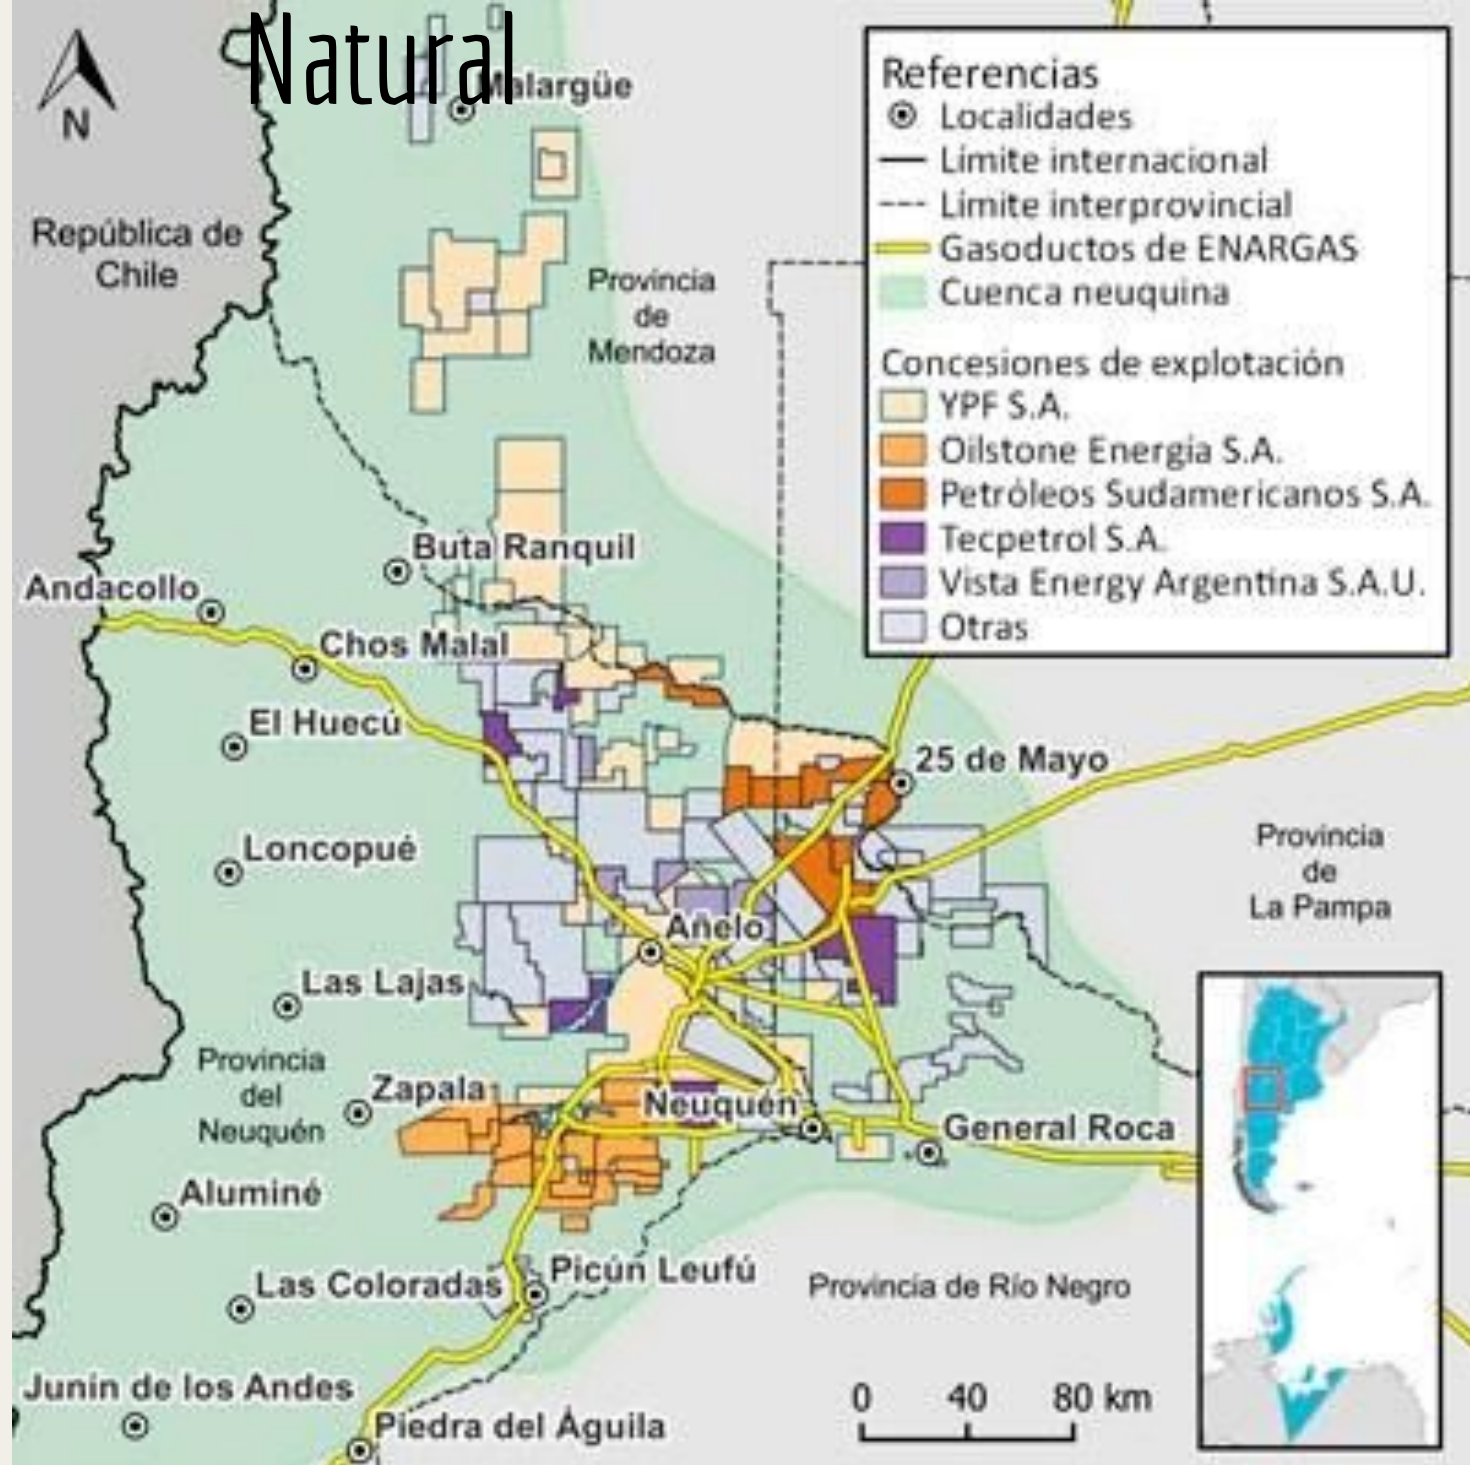 Natural
N
Malargüe
República de
Chile
Provincia
de
Mendoza
Referencias
Localidades
Límite internacional
Límite interprovincial
Gasoductos de ENARGAS
Cuenca neuquina
Concesiones de explotación
YPF S.A.
Oilstone Energía S.A.
Petróleos Sudamericanos S.A.
Tecpetrol S.A.
Vista Energy Argentina S.A.U.
Otras
Buta Ranquil
Andacollo
Chos Malal
El Huecú
25 de Mayo
Loncopué
Provincia
de
La Pampa
Añelo
Las Lajas
Provincia
del
Neuquén
Zapala
Neuquén
General Roca
Aluminé
Las Coloradas
Picún Leufú
Provincia de Río Negro
Junín de los Andes
Piedra del Águila
0 40 80 km